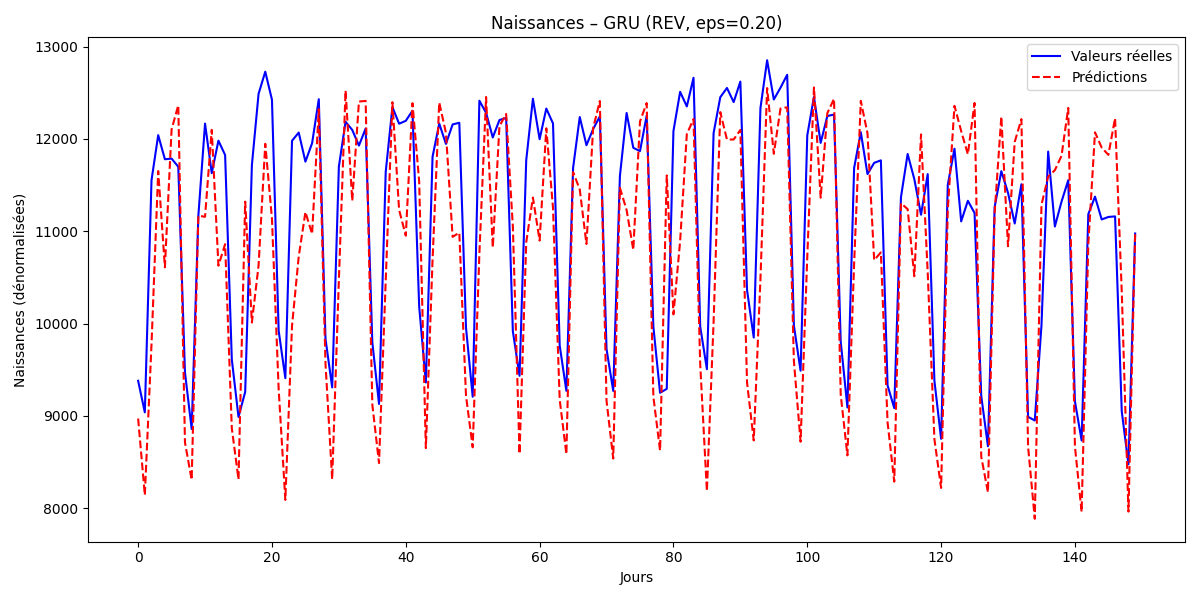 Naissances – GRU (REV, eps=0.20)
Valeurs réelles
Prédictions
Naissances (dénormalisées)
13000
12000
11000
10000
9000
8000
0 20 40 60 80 100 120 140
Jours